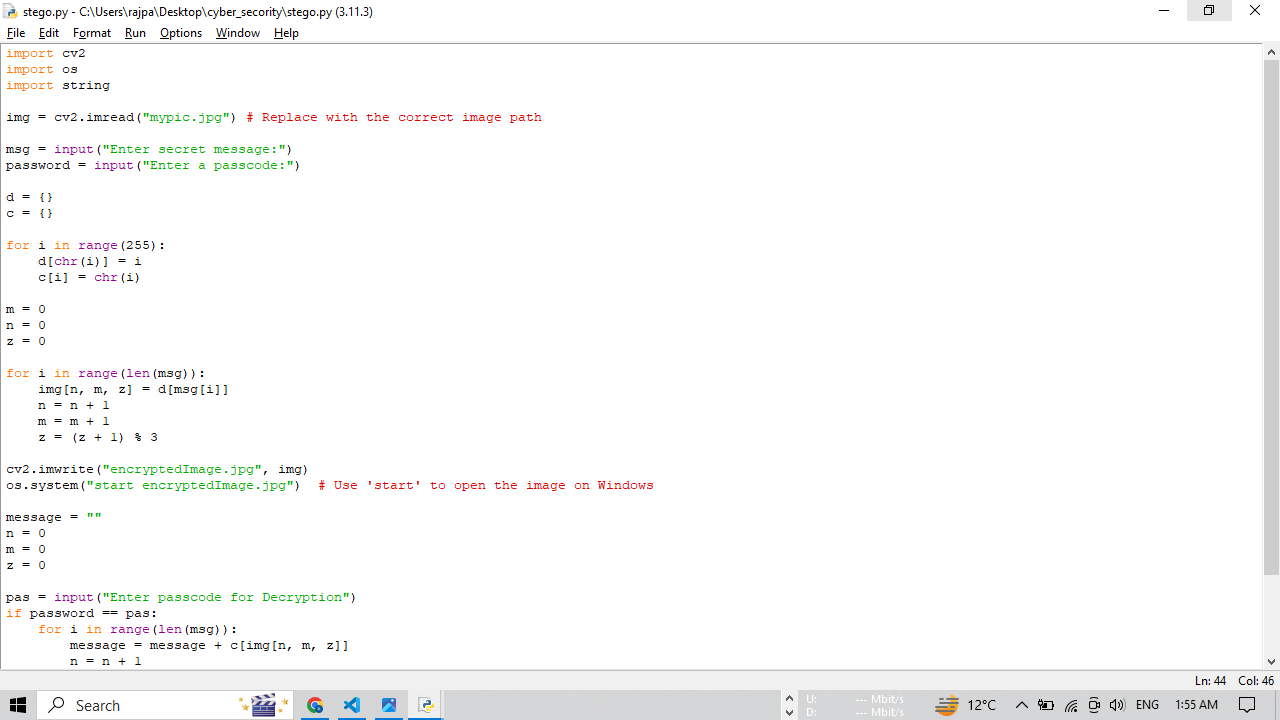 stego.py - C:\Users\rajpa\Desktop\cyber_security\stego.py (3.11.3)
File Edit Format Run Options Window Help
import cv2
import os
import string
img = cv2.imread("mypic.jpg") # Replace with the correct image path
msg = input("Enter secret message:")
password = input("Enter a passcode:")
d = {}
c = {}
for i in range(255):
    d[chr(i)] = i
    c[i] = chr(i)
m = 0
n = 0
z = 0
for i in range(len(msg)):
    img[n, m, z] = d[msg[i]]
    n = n + 1
    m = m + 1
    z = (z + 1) % 3
cv2.imwrite("encryptedImage.jpg", img)
os.system("start encryptedImage.jpg")  # Use 'start' to open the image on Windows
message = ""
n = 0
m = 0
z = 0
pas = input("Enter passcode for Decryption")
if password == pas:
    for i in range(len(msg)):
        message = message + c[img[n, m, z]]
        n = n + 1
Ln: 44 Col: 46
Search
U: --- Mbit/s
D: --- Mbit/s
12°C
ENG
1:55 AM